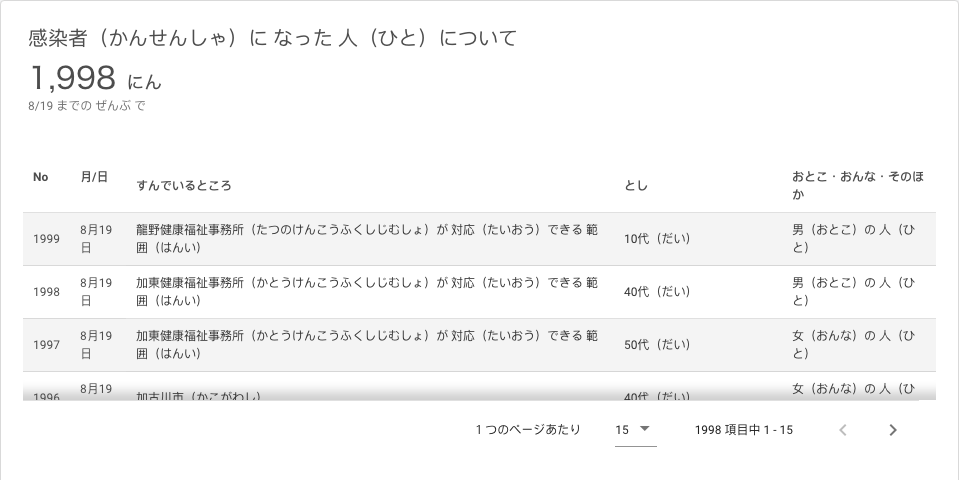 感染者（かんせんしゃ）に なった 人（ひと）について
1,998 にん
8/19 までの ぜんぶ で
No 月/日 すんでいるところ とし おとこ・おんな・そのほ
か
1999 8月19 龍野健康福祉事務所（たつのけんこうふくしじむしょ）が 対応（たいおう）できる 範 10代（だい） 男（おとこ）の 人（ひ
日 囲（はんい） と）
1998 8月19 加東健康福祉事務所（かとうけんこうふくしじむしょ）が 対応（たいおう）できる 範 40代（だい） 男（おとこ）の 人（ひ
日 囲（はんい） と）
1997 8月19 加東健康福祉事務所（かとうけんこうふくしじむしょ）が 対応（たいおう）できる 範 50代（だい） 女（おんな）の 人（ひ
日 囲（はんい） と）
1996 8月19 加古川市（かこがわし） 40代（だい） 女（おんな）の 人（ひ
1 つのページあたり 15 1998 項目中 1 - 15